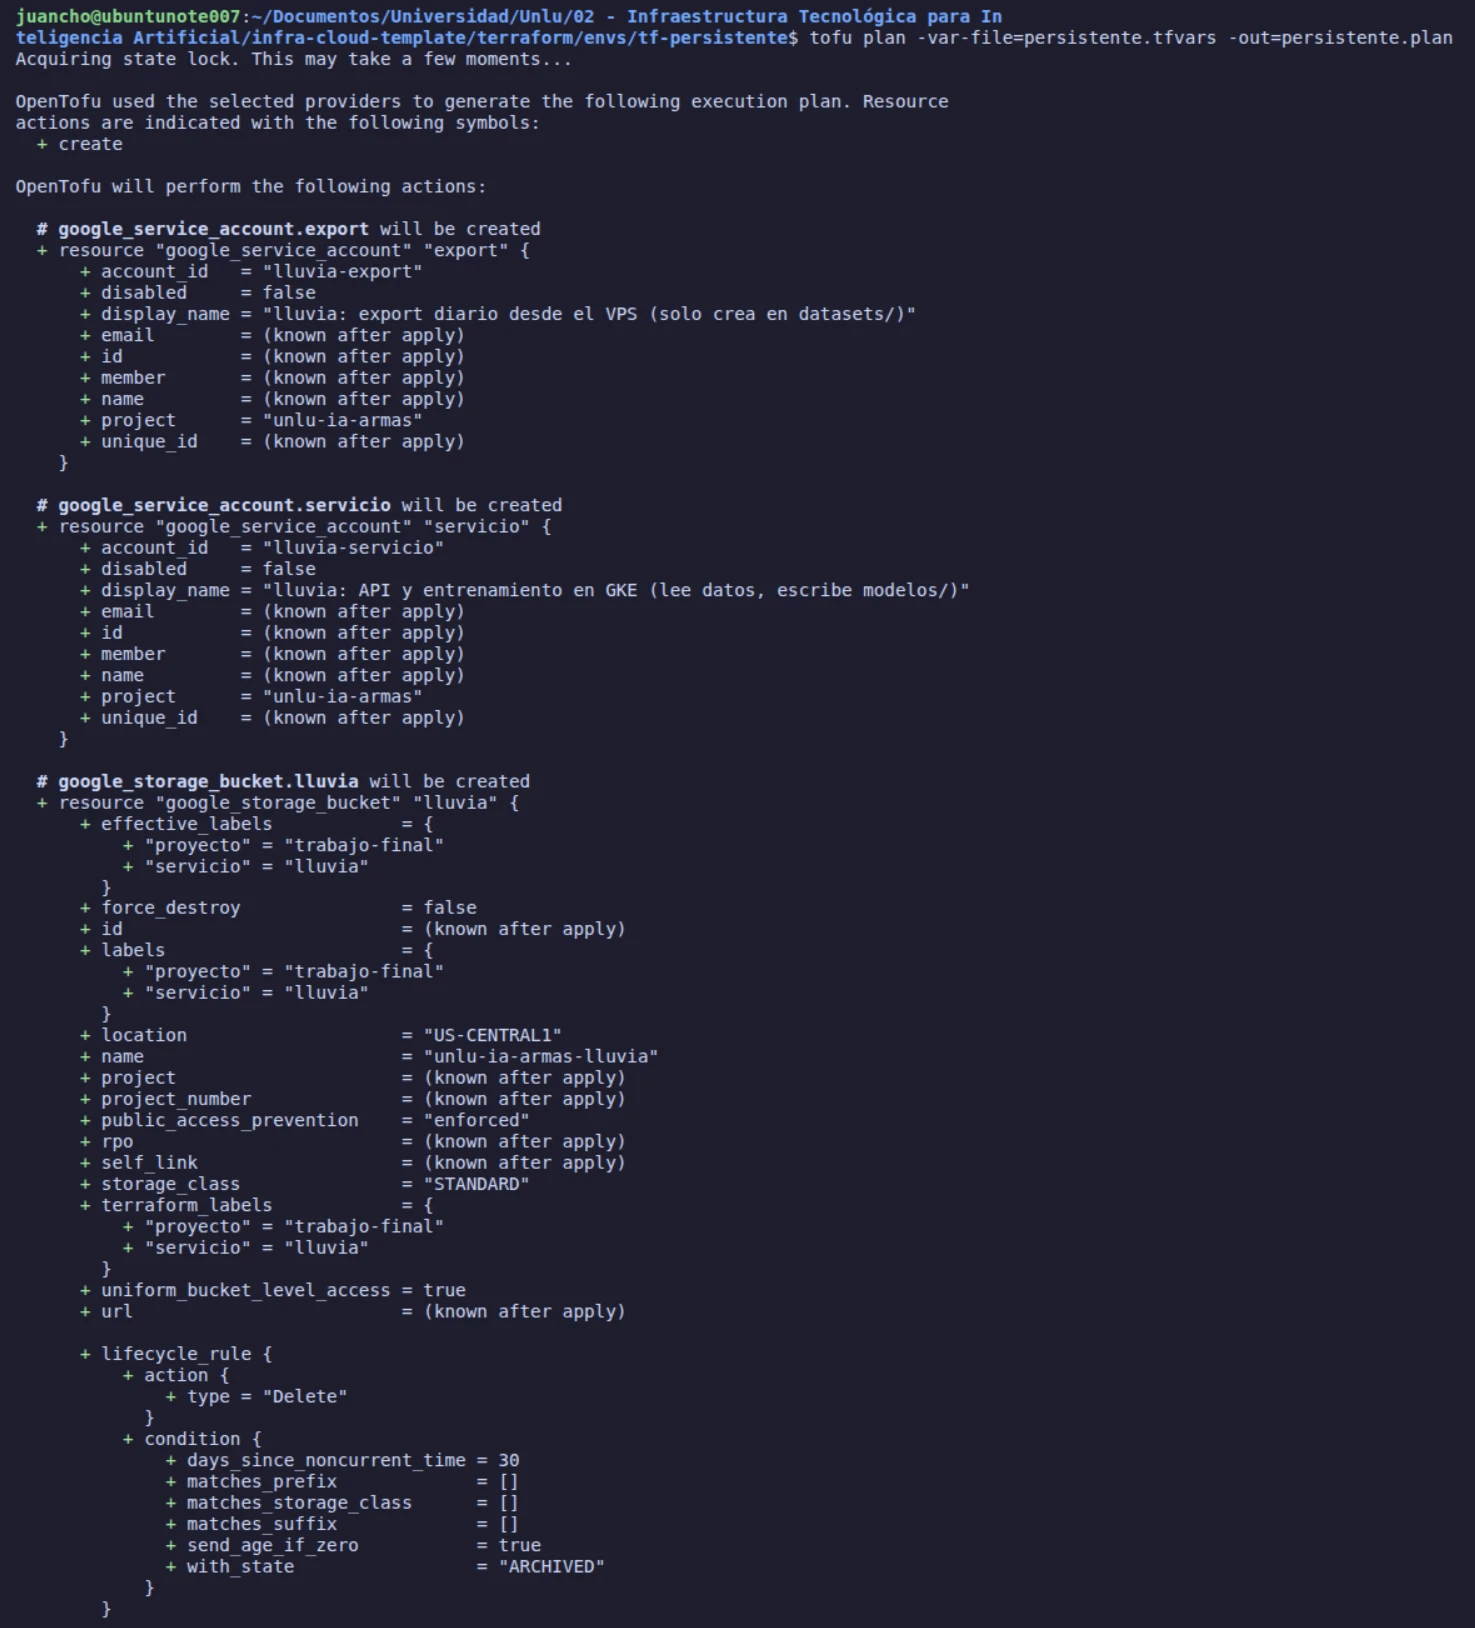 juancho@ubuntunote007:~/Documentos/Universidad/Unlu/02 - Infraestructura Tecnológica para In
teligencia Artificial/infra-cloud-template/terraform/envs/tf-persistente$ tofu plan -var-file=persistente.tfvars -out=persistente.plan
Acquiring state lock. This may take a few moments...

OpenTofu used the selected providers to generate the following execution plan. Resource
actions are indicated with the following symbols:
  + create

OpenTofu will perform the following actions:

  # google_service_account.export will be created
  + resource "google_service_account" "export" {
      + account_id   = "lluvia-export"
      + disabled     = false
      + display_name = "lluvia: export diario desde el VPS (solo crea en datasets/)"
      + email        = (known after apply)
      + id           = (known after apply)
      + member       = (known after apply)
      + name         = (known after apply)
      + project      = "unlu-ia-armas"
      + unique_id    = (known after apply)
    }

  # google_service_account.servicio will be created
  + resource "google_service_account" "servicio" {
      + account_id   = "lluvia-servicio"
      + disabled     = false
      + display_name = "lluvia: API y entrenamiento en GKE (lee datos, escribe modelos/)"
      + email        = (known after apply)
      + id           = (known after apply)
      + member       = (known after apply)
      + name         = (known after apply)
      + project      = "unlu-ia-armas"
      + unique_id    = (known after apply)
    }

  # google_storage_bucket.lluvia will be created
  + resource "google_storage_bucket" "lluvia" {
      + effective_labels            = {
          + "proyecto" = "trabajo-final"
          + "servicio" = "lluvia"
        }
      + force_destroy               = false
      + id                          = (known after apply)
      + labels                      = {
          + "proyecto" = "trabajo-final"
          + "servicio" = "lluvia"
        }
      + location                    = "US-CENTRAL1"
      + name                        = "unlu-ia-armas-lluvia"
      + project                     = (known after apply)
      + project_number              = (known after apply)
      + public_access_prevention    = "enforced"
      + rpo                         = (known after apply)
      + self_link                   = (known after apply)
      + storage_class               = "STANDARD"
      + terraform_labels            = {
          + "proyecto" = "trabajo-final"
          + "servicio" = "lluvia"
        }
      + uniform_bucket_level_access = true
      + url                         = (known after apply)

      + lifecycle_rule {
          + action {
              + type = "Delete"
            }
          + condition {
              + days_since_noncurrent_time = 30
              + matches_prefix             = []
              + matches_storage_class      = []
              + matches_suffix             = []
              + send_age_if_zero           = true
              + with_state                 = "ARCHIVED"
            }
        }